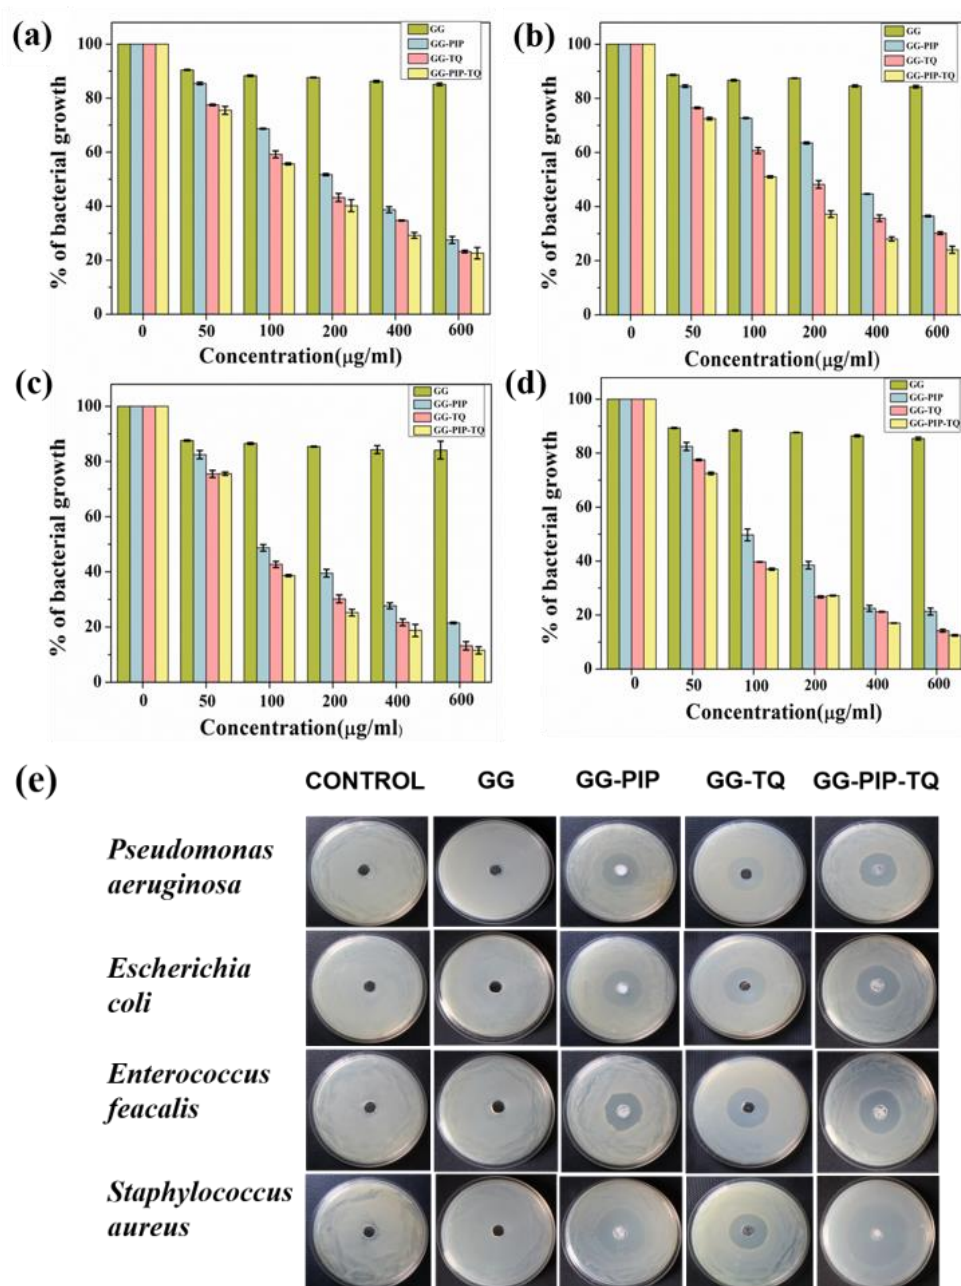 (a)
GG
GG-PIP
GG-TQ
GG-PIP-TQ
% of bacterial growth
100
80
60
40
20
0
0 50 100 200 400 600
Concentration(μg/ml)
(b)
GG
GG-PIP
GG-TQ
GG-PIP-TQ
% of bacterial growth
100
80
60
40
20
0
0 50 100 200 400 600
Concentration(μg/ml)
(c)
GG
GG-PIP
GG-TQ
GG-PIP-TQ
% of bacterial growth
100
80
60
40
20
0
0 50 100 200 400 600
Concentration(μg/ml)
(d)
GG
GG-PIP
GG-TQ
GG-PIP-TQ
% of bacterial growth
100
80
60
40
20
0
0 50 100 200 400 600
Concentration(μg/ml)
(e)
CONTROL GG GG-PIP GG-TQ GG-PIP-TQ
Pseudomonas
aeruginosa
Escherichia
coli
Enterococcus
feacalis
Staphylococcus
aureus